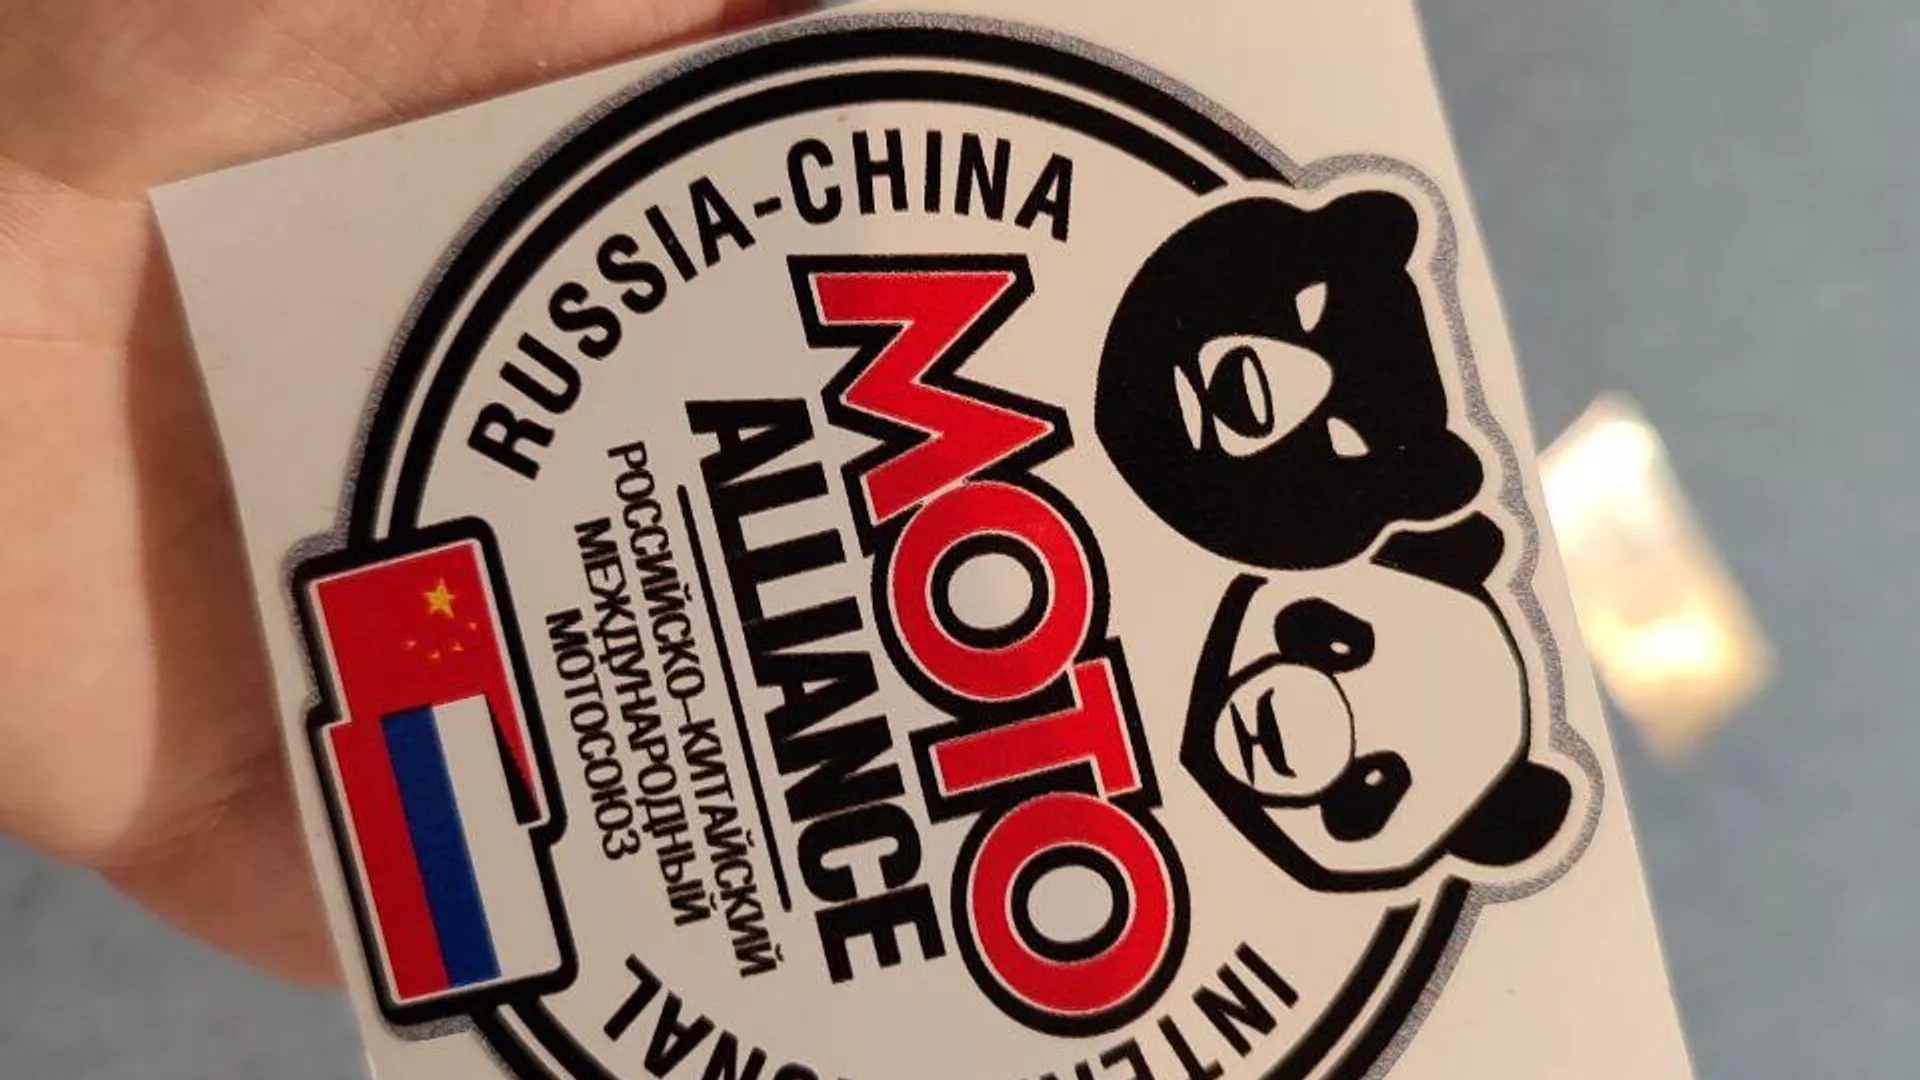 RUSSIA-CHINA
MOTO
ALLIANCE
РОССИЙСКО-КИТАЙСКИЙ
МЕЖДУНАРОДНЫЙ
МОТОСОЮЗ